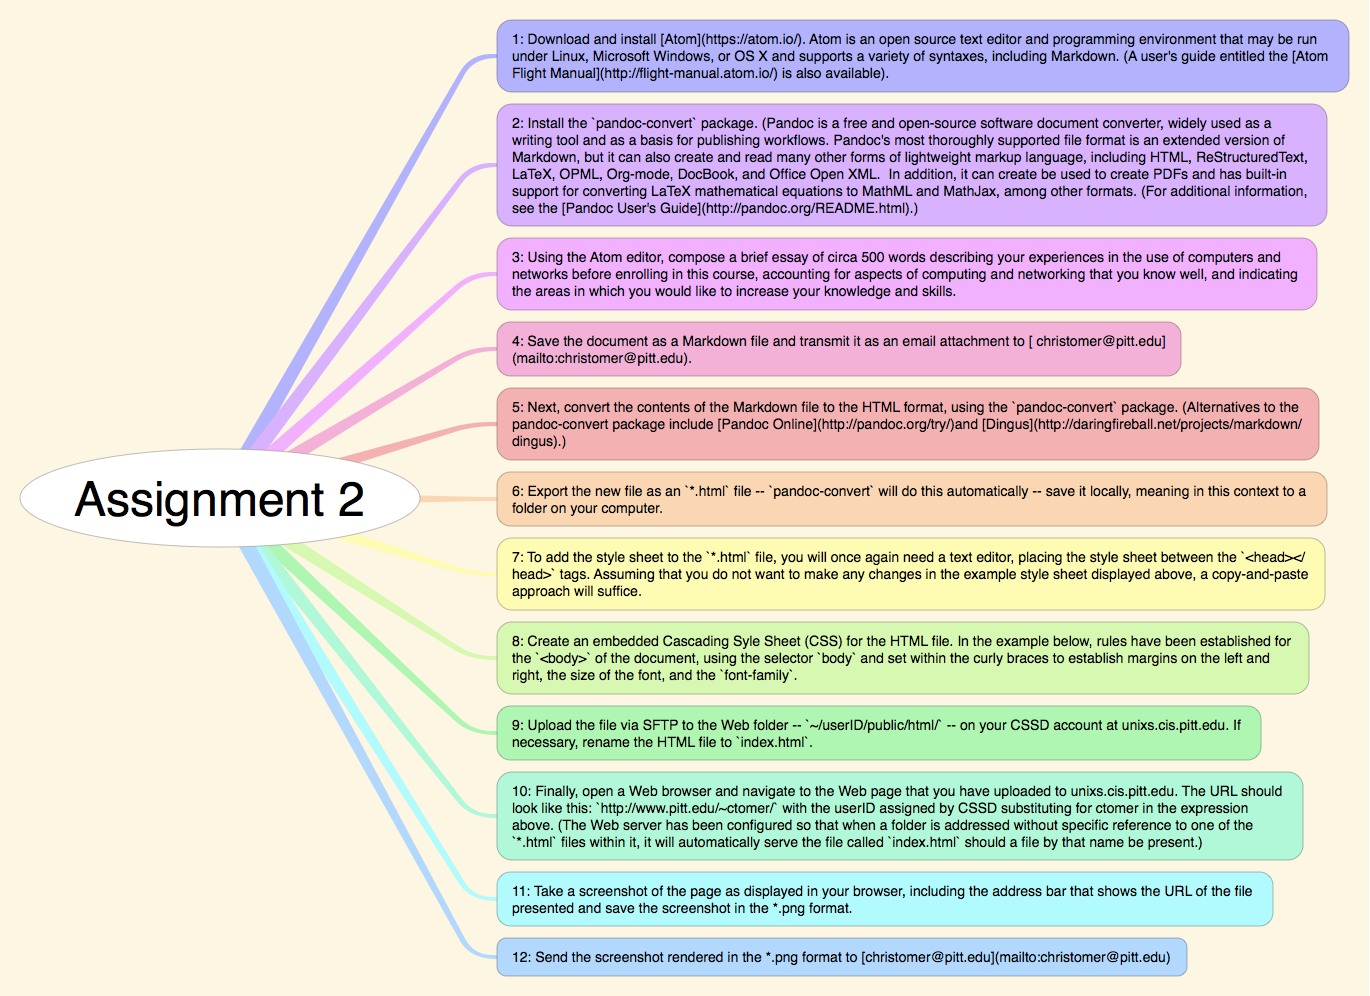 1: Download and install [Atom](https://atom.io/). Atom is an open source text editor and programming environment that may be run
under Linux, Microsoft Windows, or OS X and supports a variety of syntaxes, including Markdown. (A user's guide entitled the [Atom
Flight Manual](http://flight-manual.atom.io/) is also available).
2: Install the `pandoc-convert` package. (Pandoc is a free and open-source software document converter, widely used as a
writing tool and as a basis for publishing workflows. Pandoc's most thoroughly supported file format is an extended version of
Markdown, but it can also create and read many other forms of lightweight markup language, including HTML, ReStructuredText,
LaTeX, OPML, Org-mode, DocBook, and Office Open XML.  In addition, it can create be used to create PDFs and has built-in
support for converting LaTeX mathematical equations to MathML and MathJax, among other formats. (For additional information,
see the [Pandoc User's Guide](http://pandoc.org/README.html).)
3: Using the Atom editor, compose a brief essay of circa 500 words describing your experiences in the use of computers and
networks before enrolling in this course, accounting for aspects of computing and networking that you know well, and indicating
the areas in which you would like to increase your knowledge and skills.
4: Save the document as a Markdown file and transmit it as an email attachment to [ christomer@pitt.edu]
(mailto:christomer@pitt.edu).
5: Next, convert the contents of the Markdown file to the HTML format, using the `pandoc-convert` package. (Alternatives to the
pandoc-convert package include [Pandoc Online](http://pandoc.org/try/)and [Dingus](http://daringfireball.net/projects/markdown/
dingus).)
Assignment 2
6: Export the new file as an `*.html` file -- `pandoc-convert` will do this automatically -- save it locally, meaning in this context to a
folder on your computer.
7: To add the style sheet to the `*.html` file, you will once again need a text editor, placing the style sheet between the `<head></
head>` tags. Assuming that you do not want to make any changes in the example style sheet displayed above, a copy-and-paste
approach will suffice.
8: Create an embedded Cascading Syle Sheet (CSS) for the HTML file. In the example below, rules have been established for
the `<body>` of the document, using the selector `body` and set within the curly braces to establish margins on the left and
right, the size of the font, and the `font-family`.
9: Upload the file via SFTP to the Web folder -- `~/userID/public/html/` -- on your CSSD account at unixs.cis.pitt.edu. If
necessary, rename the HTML file to `index.html`.
10: Finally, open a Web browser and navigate to the Web page that you have uploaded to unixs.cis.pitt.edu. The URL should
look like this: `http://www.pitt.edu/~ctomer/` with the userID assigned by CSSD substituting for ctomer in the expression
above. (The Web server has been configured so that when a folder is addressed without specific reference to one of the
`*.html` files within it, it will automatically serve the file called `index.html` should a file by that name be present.)
11: Take a screenshot of the page as displayed in your browser, including the address bar that shows the URL of the file
presented and save the screenshot in the *.png format.
12: Send the screenshot rendered in the *.png format to [christomer@pitt.edu](mailto:christomer@pitt.edu)